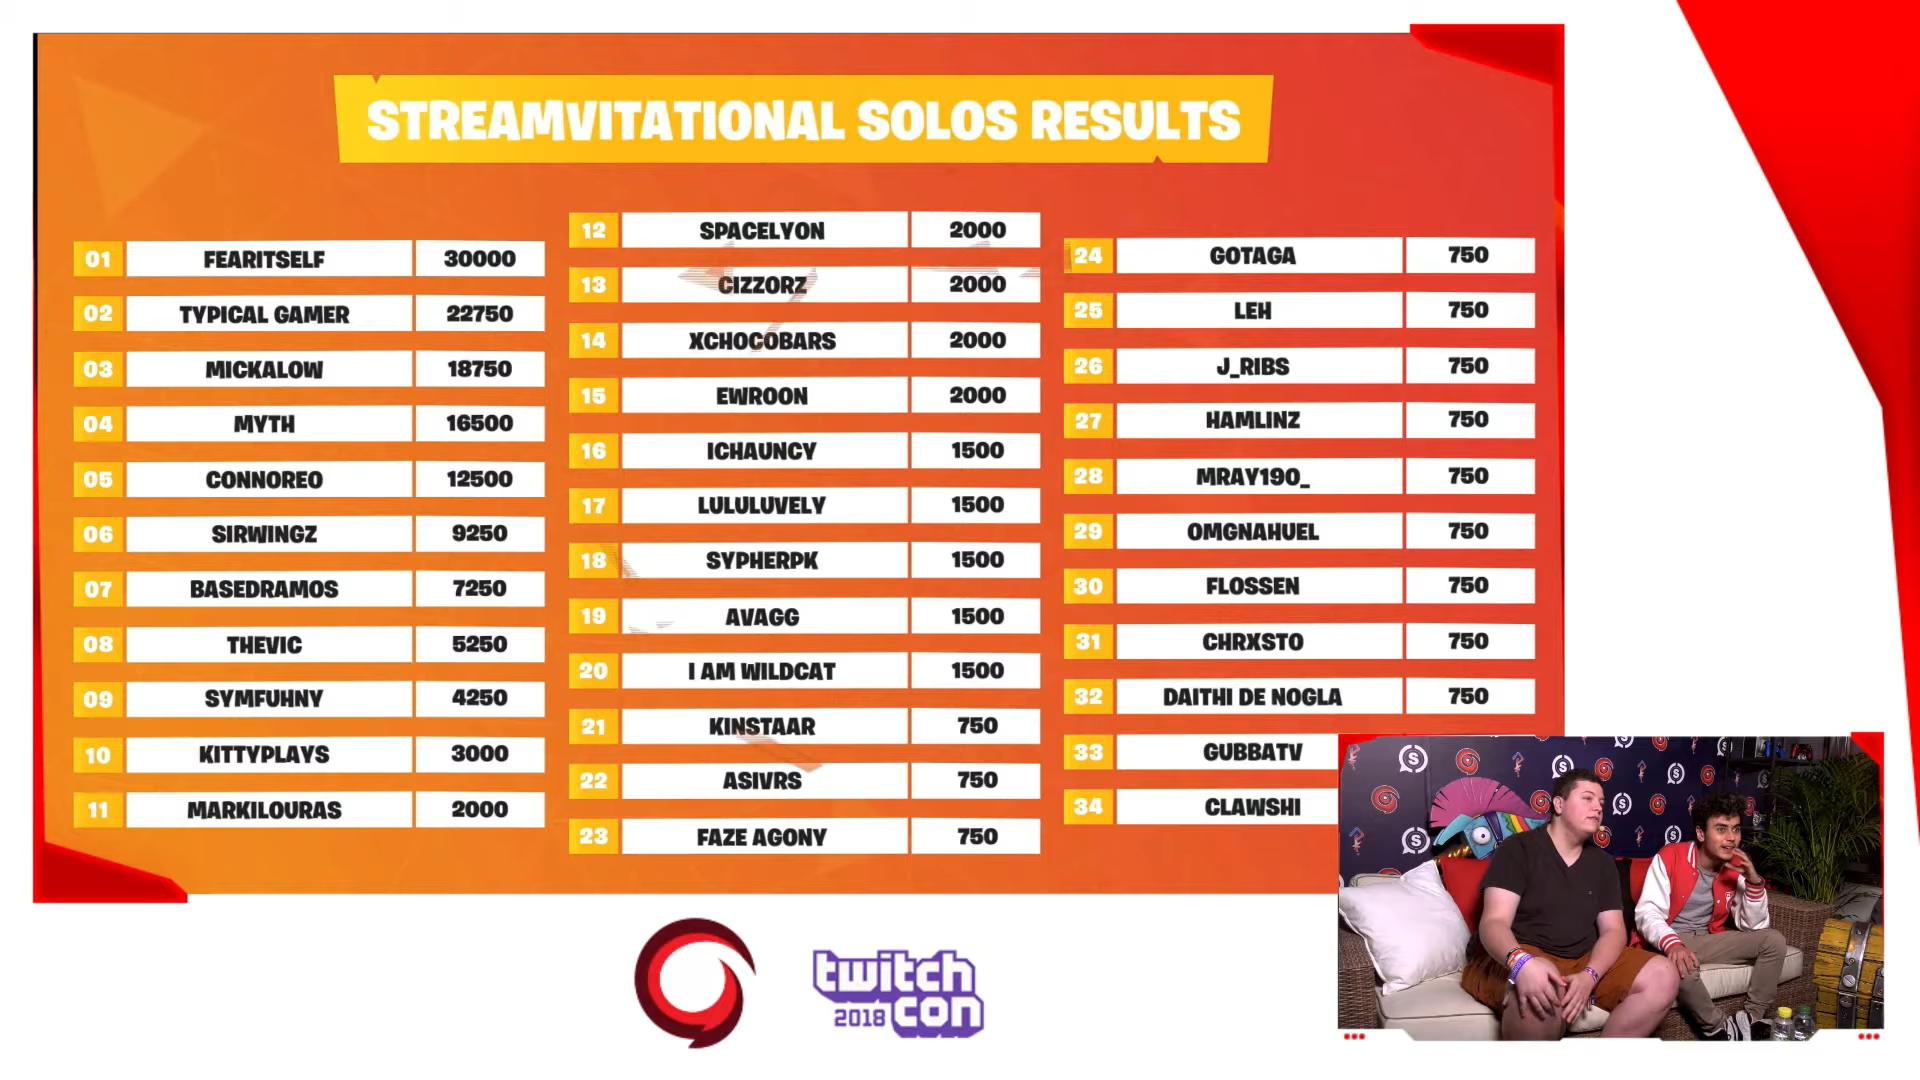 STREAMVITATIONAL SOLOS RESULTS
01 FEARITSELF 30000
02 TYPICAL GAMER 22750
03 MICKALOW 18750
04 MYTH 16500
05 CONNOREO 12500
06 SIRWINGZ 9250
07 BASEDRAMOS 7250
08 THEVIC 5250
09 SYMFUHNY 4250
10 KITTYPLAYS 3000
11 MARKILOURAS 2000
12 SPACELYON 2000
13 CIZZORZ 2000
14 XCHOCOBARS 2000
15 EWROON 2000
16 ICHAUNCY 1500
17 LULULUVELY 1500
18 SYPHERPK 1500
19 AVAGG 1500
20 I AM WILDCAT 1500
21 KINSTAAR 750
22 ASIVRS 750
23 FAZE AGONY 750
24 GOTAGA 750
25 LEH 750
26 J_RIBS 750
27 HAMLINZ 750
28 MRAY190_ 750
29 OMGNAHUEL 750
30 FLOSSEN 750
31 CHRXSTO 750
32 DAITHI DE NOGLA 750
33 GUBBATV
34 CLAWSHI
twitch
2018 con